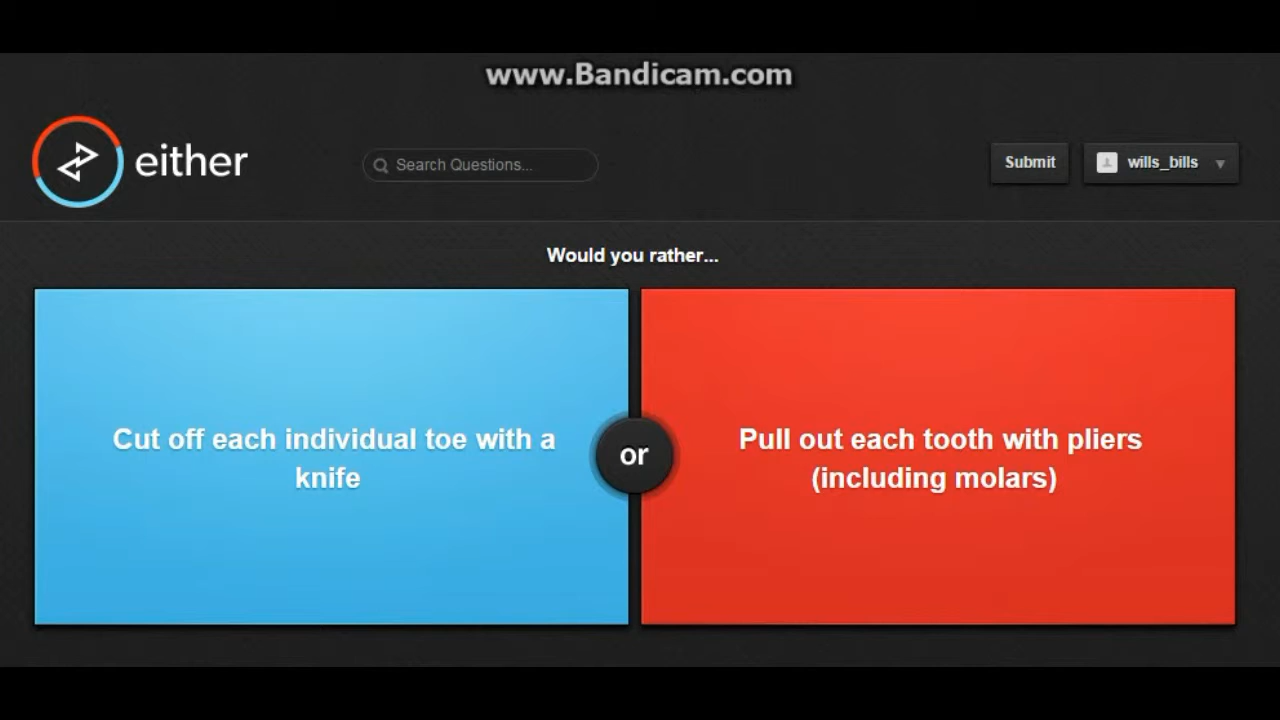 www.Bandicam.com
either
Search Questions...
Submit
wills_bills
Would you rather...
Cut off each individual toe with a
knife
or
Pull out each tooth with pliers
(including molars)